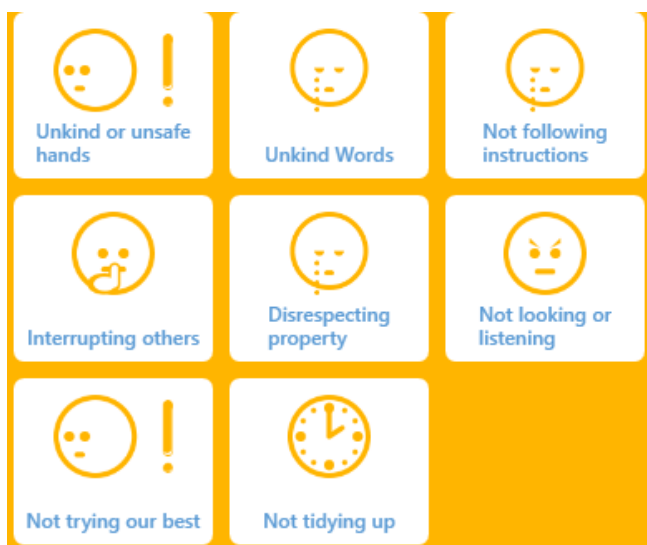 Unkind or unsafe
hands
Unkind Words
Not following
instructions
Interrupting others
Disrespecting
property
Not looking or
listening
Not trying our best
Not tidying up